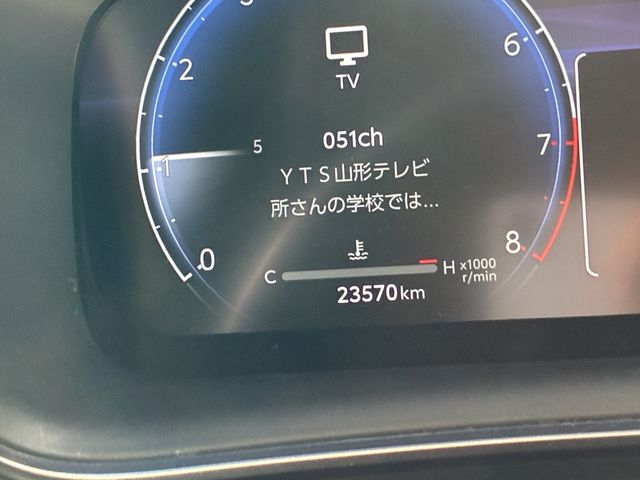 3
2
6
TV
5
051ch
7
1
ＹＴＳ山形テレビ
所さんの学校では...
8
0
C
H
x1000
r/min
23570km